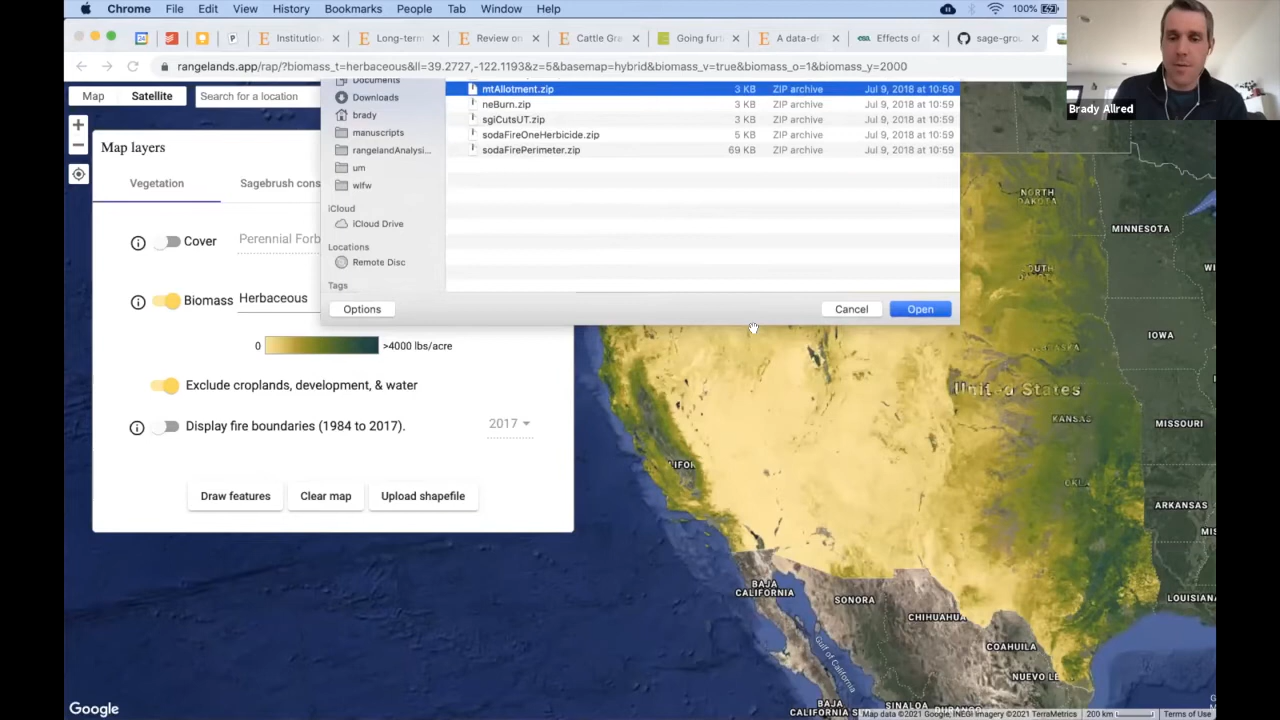 Chrome File Edit View History Bookmarks People Tab Window Help 100%
Institution Long-term Review on Cattle Gra Going furt A data-dri Effects of sage-grou
rangelands.app/rap/?biomass_t=herbaceous&ll=39.2727,-122.1193&z=5&basemap=hybrid&biomass_v=true&biomass_o=1&biomass_y=2000
Brady Allred
Map Satellite Search for a location
Map layers
Vegetation Sagebrush cons
Cover Perennial Forb
Biomass Herbaceous
0 >4000 lbs/acre
Exclude croplands, development, & water
Display fire boundaries (1984 to 2017). 2017
Draw features Clear map Upload shapefile
Documents
Downloads
brady
manuscripts
rangelandAnalysi...
um
wlfw
iCloud
iCloud Drive
Locations
Remote Disc
Tags
mtAllotment.zip 3 KB ZIP archive Jul 9, 2018 at 10:59
neBurn.zip 3 KB ZIP archive Jul 9, 2018 at 10:59
sgiCutsUT.zip 3 KB ZIP archive Jul 9, 2018 at 10:59
sodaFireOneHerbicide.zip 5 KB ZIP archive Jul 9, 2018 at 10:59
sodaFirePerimeter.zip 69 KB ZIP archive Jul 9, 2018 at 10:59
Options Cancel Open
NORTH
DAKOTA
MINNESOTA
IOWA
United States
KANSAS
MISSOURI
ARKANSAS
LOUISIANA
BAJA
CALIFORNIA
SONORA
CHIHUAHUA
COAHUILA
NUEVO LE
Gulf of California
BAJA
CALIFORNIA S
SINALOA
DURANGO
Google
Map data ©2021 Google, INEGI Imagery ©2021 TerraMetrics 200 km Terms of Use